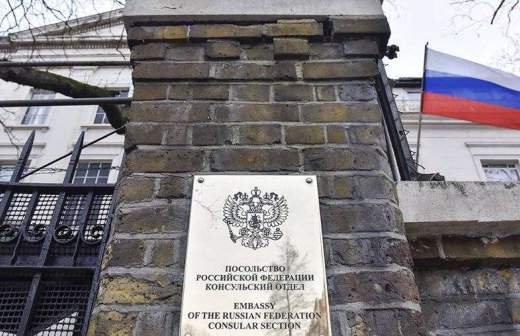 ПОСОЛЬСТВО
РОССИЙСКОЙ ФЕДЕРАЦИИ
КОНСУЛЬСКИЙ ОТДЕЛ
EMBASSY
OF THE RUSSIAN FEDERATION
CONSULAR SECTION